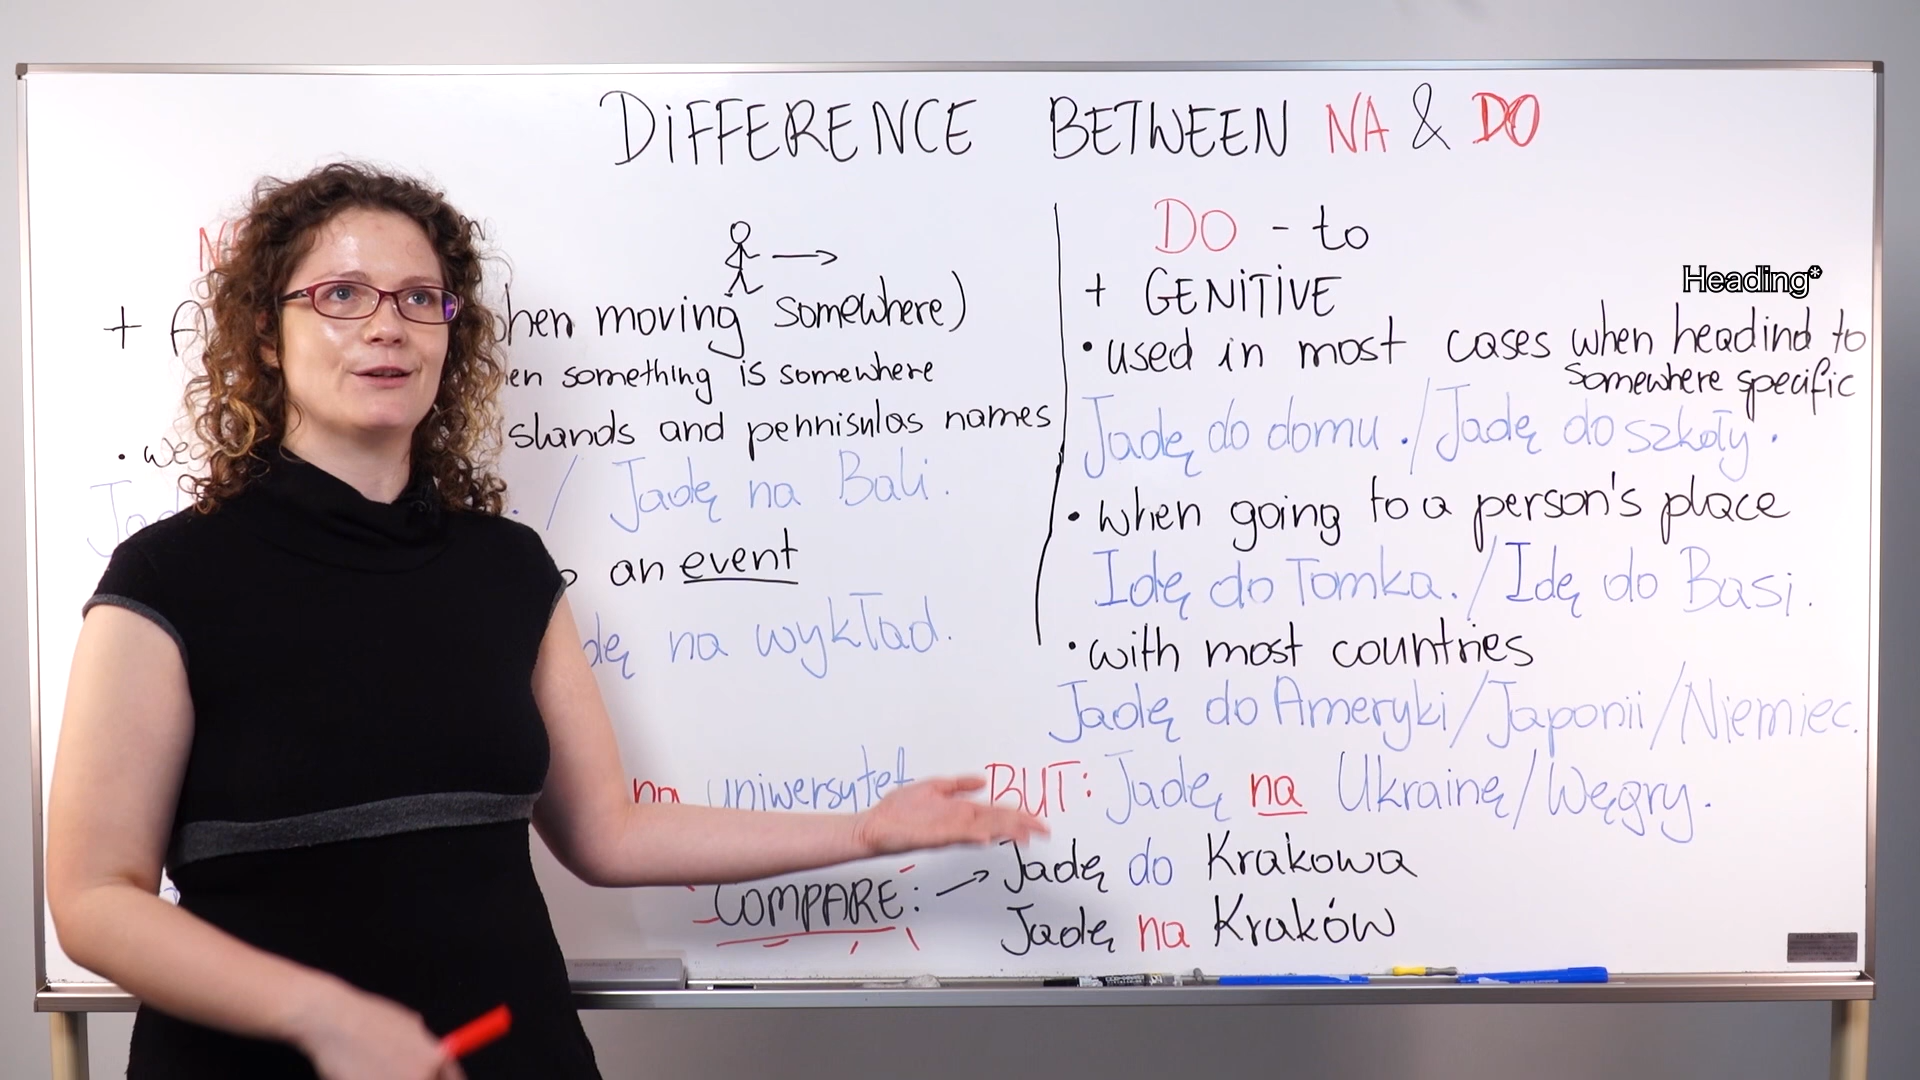 DIFFERENCE BETWEEN NA & DO
when moving somewhere)
something is somewhere
and pennisulas names
/ Jadę na Bali.
an event
na wykład.
na uniwersytet
COMPARE:
DO - to
+ GENITIVE
Heading*
• used in most cases when headind to
somewhere specific
Jadę do domu. / Jadę do szkoły.
• when going to a person's place
Idę do Tomka. / Idę do Basi.
• with most countries
Jadę do Ameryki / Japonii / Niemiec.
BUT: Jadę na Ukrainę / Węgry.
→ Jadę do Krakowa
Jadę na Kraków